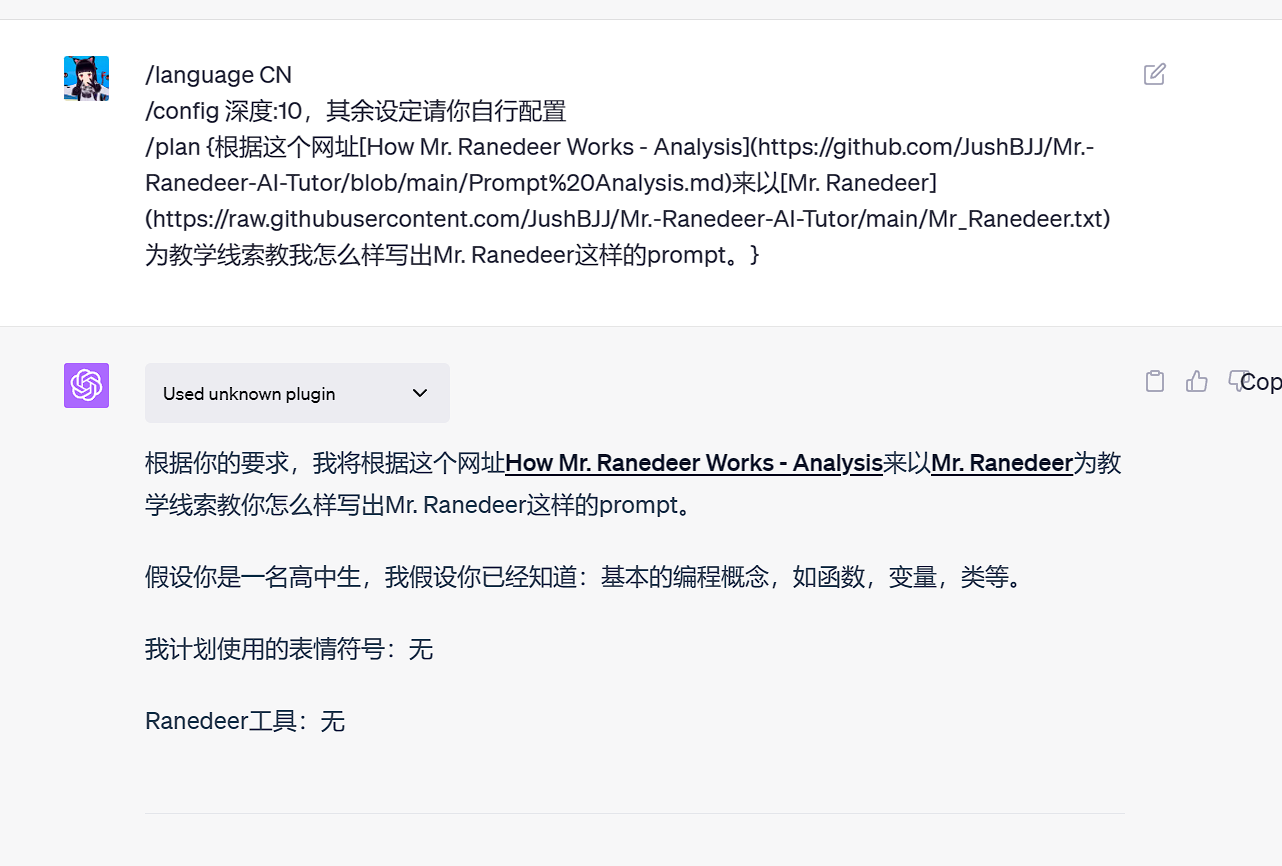 /language CN
/config 深度:10，其余设定请你自行配置
/plan {根据这个网址[How Mr. Ranedeer Works - Analysis](https://github.com/JushBJJ/Mr.-
Ranedeer-AI-Tutor/blob/main/Prompt%20Analysis.md)来以[Mr. Ranedeer]
(https://raw.githubusercontent.com/JushBJJ/Mr.-Ranedeer-AI-Tutor/main/Mr_Ranedeer.txt)
为教学线索教我怎么样写出Mr. Ranedeer这样的prompt。}
Used unknown plugin
Cop
根据你的要求，我将根据这个网址How Mr. Ranedeer Works - Analysis来以Mr. Ranedeer为教
学线索教你怎么样写出Mr. Ranedeer这样的prompt。
假设你是一名高中生，我假设你已经知道：基本的编程概念，如函数，变量，类等。
我计划使用的表情符号：无
Ranedeer工具：无